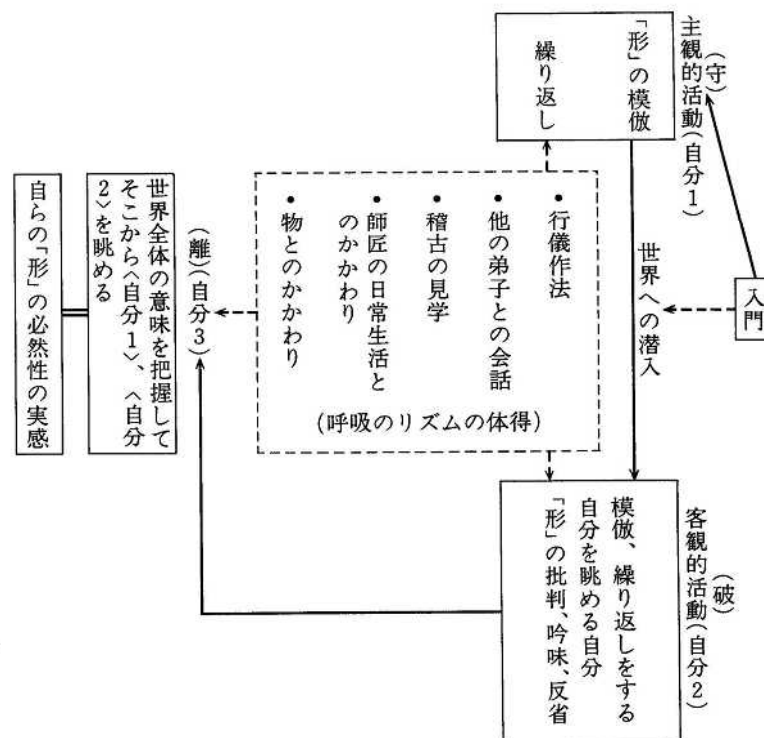 入門
世界への潜入
(守)
主観的活動(自分1)
「形」の模倣
繰り返し
(破)
客観的活動(自分2)
模倣、繰り返しをする
自分を眺める自分
「形」の批判、吟味、反省
• 行儀作法
• 他の弟子との会話
• 稽古の見学
• 師匠の日常生活と
のかかわり
• 物とのかかわり
(呼吸のリズムの体得)
(離)(自分3)
世界全体の意味を把握して
そこから〈自分1〉、〈自分
2〉を眺める
自らの「形」の必然性の実感